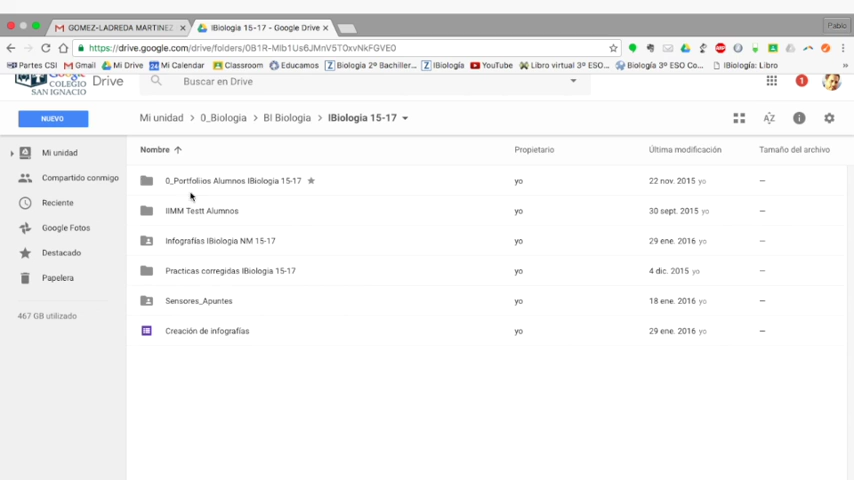 GOMEZ-LADREDA MARTINEZ
IBiologia 15-17 - Google Drive
Pablo
https://drive.google.com/drive/folders/0B1R-MIb1Us6JMnV5T0xvNkFGVE0
Partes CSI
Gmail
Mi Drive
Mi Calendar
Classroom
Educamos
Biologia 2º Bachiller...
IBiología
YouTube
Libro virtual 3º ESO...
Biología 3º ESO Co...
IBiología: Libro
COLEGIO
SAN IGNACIO
Drive
Buscar en Drive
1
NUEVO
Mi unidad > 0_Biologia > BI Biologia > IBiologia 15-17
Mi unidad
Compartido conmigo
Reciente
Google Fotos
Destacado
Papelera
467 GB utilizado
Nombre Propietario Última modificación Tamaño del archivo
0_Portfoliios Alumnos IBiologia 15-17 yo 22 nov. 2015 yo —
IIMM Testt Alumnos yo 30 sept. 2015 yo —
Infografías IBiologia NM 15-17 yo 29 ene. 2016 yo —
Practicas corregidas IBiologia 15-17 yo 4 dic. 2015 yo —
Sensores_Apuntes yo 18 ene. 2016 yo —
Creación de infografías yo 29 ene. 2016 yo —